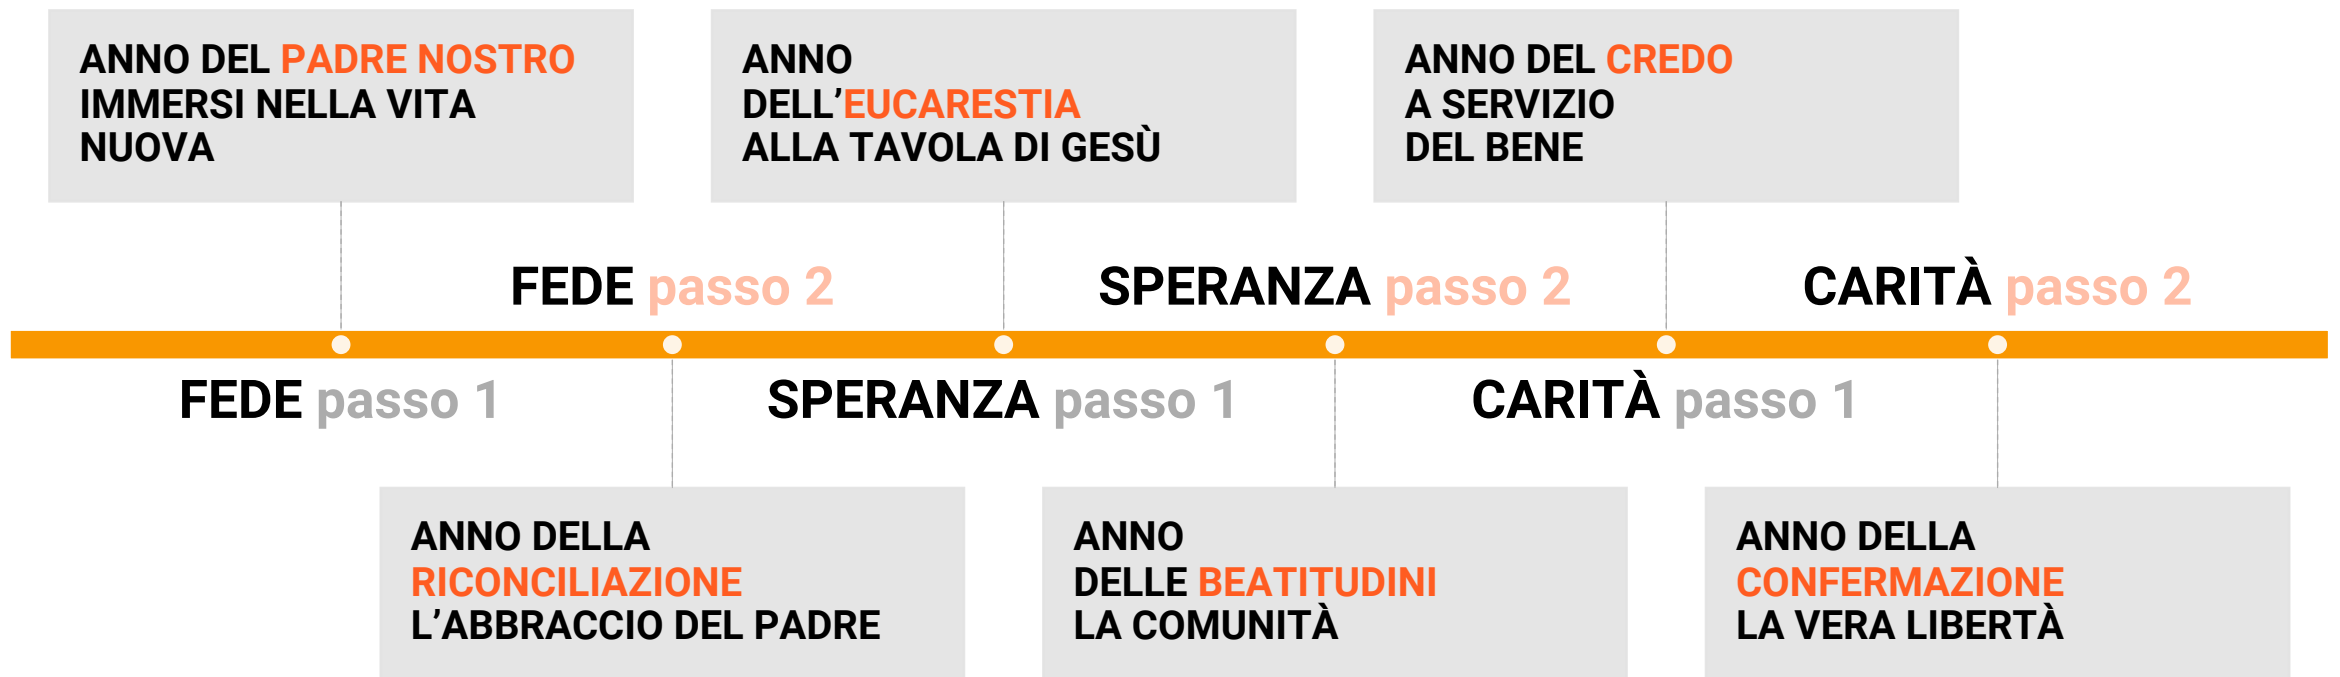 ANNO DEL PADRE NOSTRO
IMMERSI NELLA VITA
NUOVA
ANNO
DELL’EUCARESTIA
ALLA TAVOLA DI GESÙ
ANNO DEL CREDO
A SERVIZIO
DEL BENE
FEDE passo 2
SPERANZA passo 2
CARITÀ passo 2
FEDE passo 1
SPERANZA passo 1
CARITÀ passo 1
ANNO DELLA
RICONCILIAZIONE
L’ABBRACCIO DEL PADRE
ANNO
DELLE BEATITUDINI
LA COMUNITÀ
ANNO DELLA
CONFERMAZIONE
LA VERA LIBERTÀ